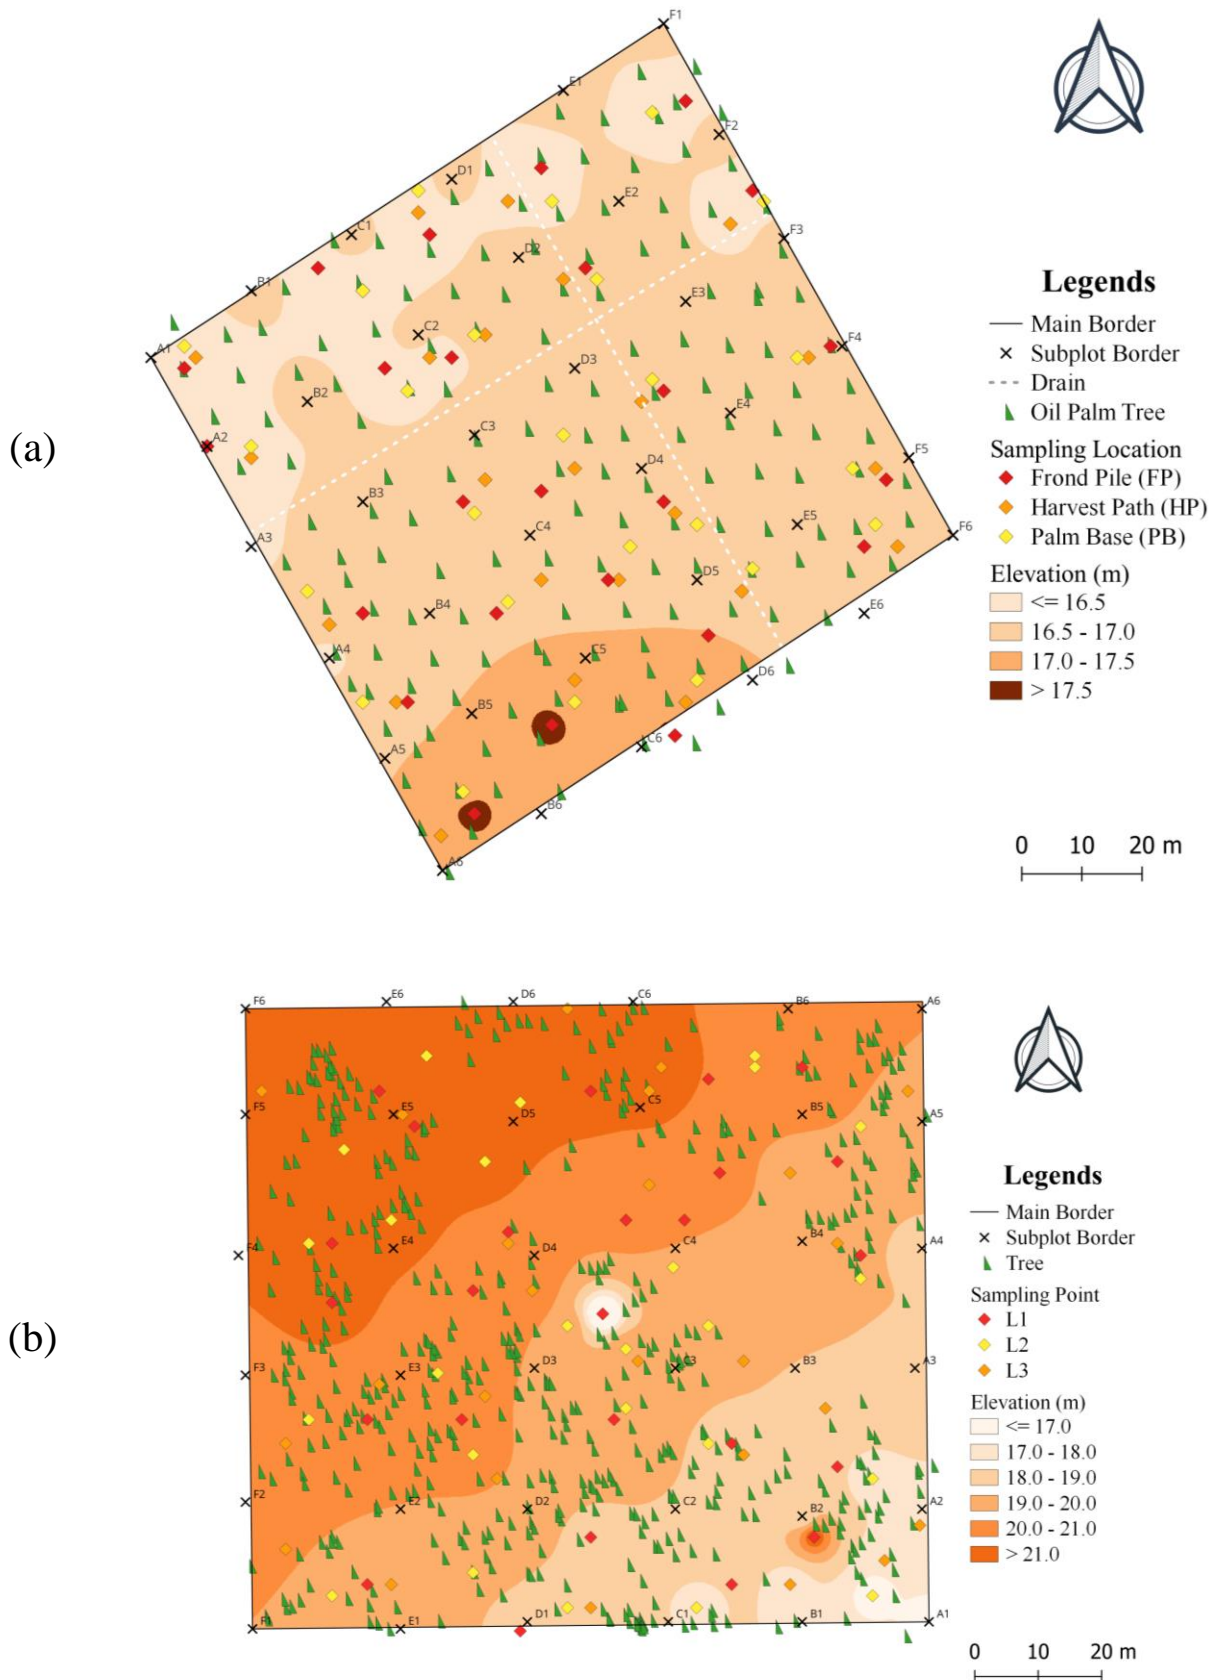 (a)
F1
E1
F2
D1
E2
C1
F3
D2
B1
E3
C2
F4
A1
D3
B2
E4
C3
A2
F5
D4
B3
E5
C4
F6
A3
D5
B4
E6
A4
C5
D6
B5
C6
A5
B6
A6
Legends
Main Border
Subplot Border
Drain
Oil Palm Tree
Sampling Location
Frond Pile (FP)
Harvest Path (HP)
Palm Base (PB)
Elevation (m)
<= 16.5
16.5 - 17.0
17.0 - 17.5
> 17.5
0 10 20 m
(b)
F6 E6 D6 C6 B6 A6
F5 E5 D5 C5 B5 A5
F4 E4 D4 C4 B4 A4
F3 E3 D3 C3 B3 A3
F2 E2 D2 C2 B2 A2
F1 E1 D1 C1 B1 A1
Legends
Main Border
Subplot Border
Tree
Sampling Point
L1
L2
L3
Elevation (m)
<= 17.0
17.0 - 18.0
18.0 - 19.0
19.0 - 20.0
20.0 - 21.0
> 21.0
0 10 20 m